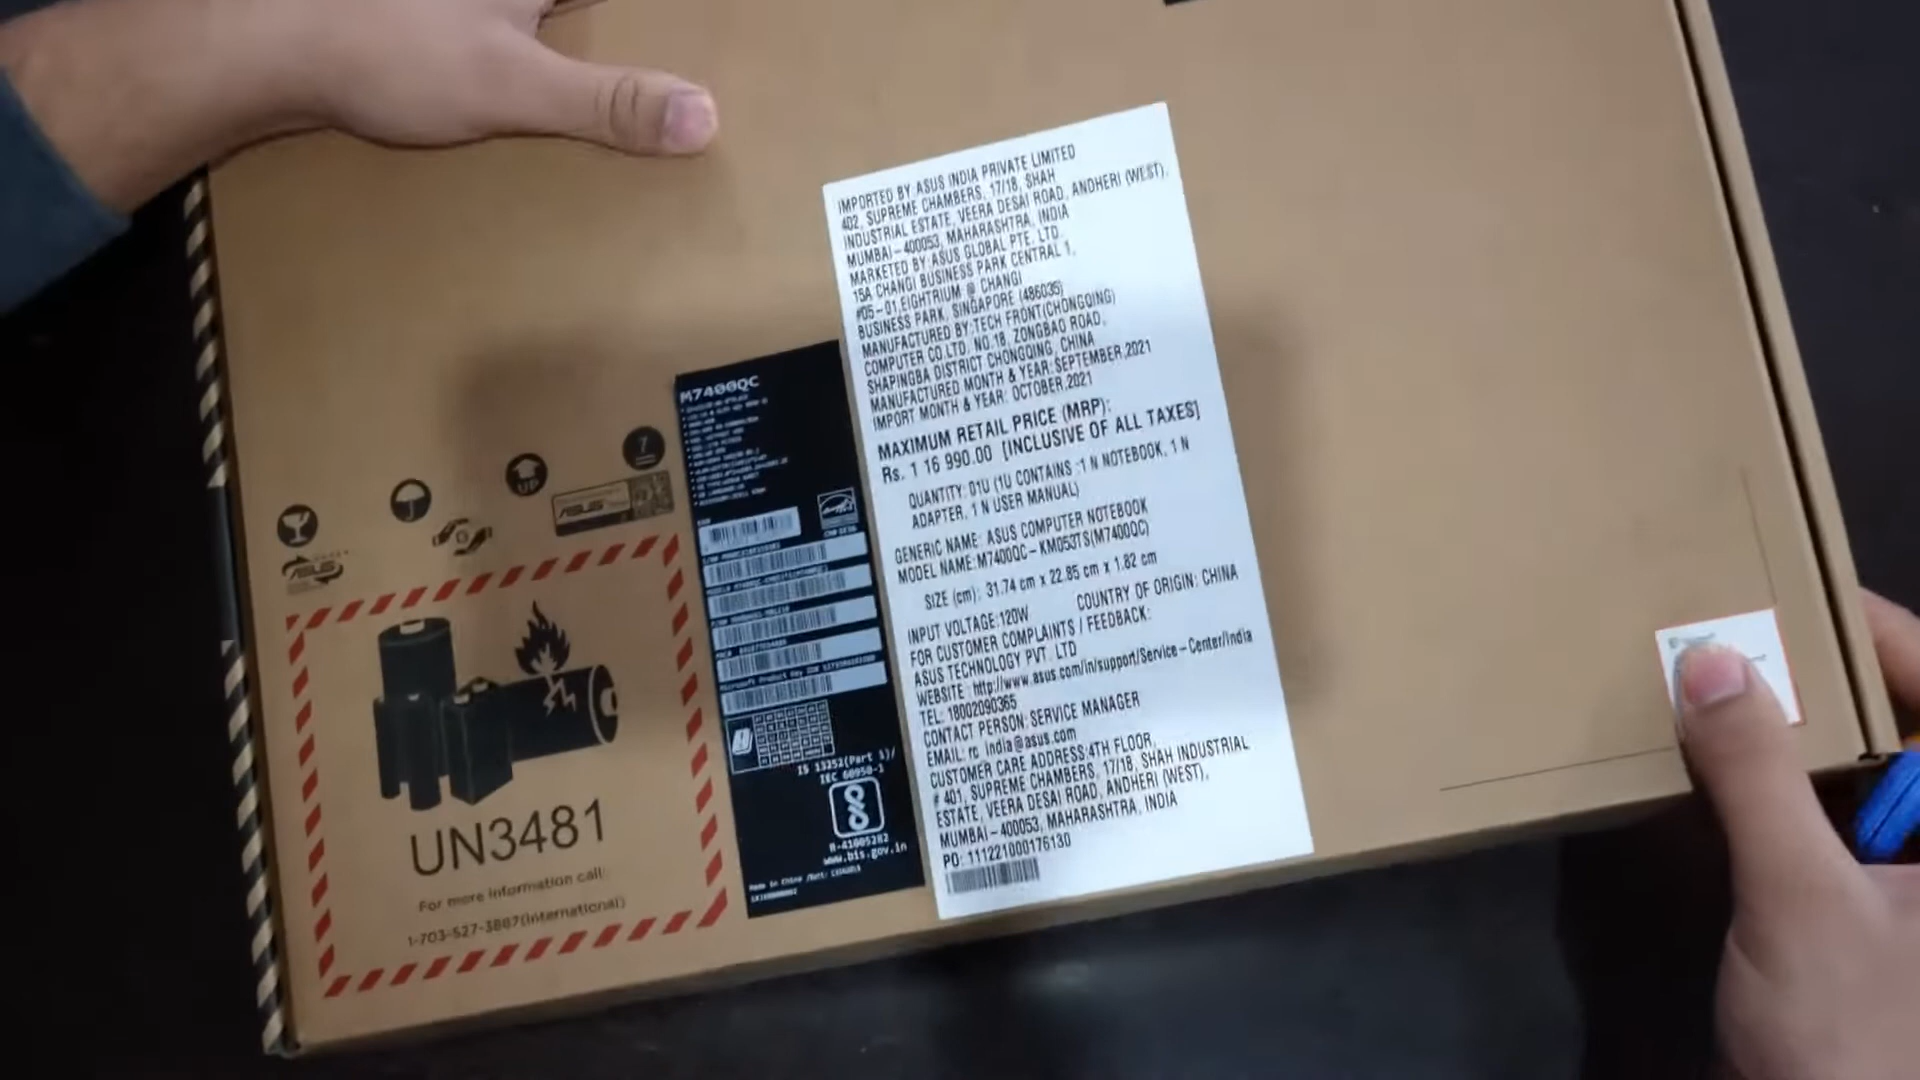 IMPORTED BY ASUS INDIA PRIVATE LIMITED
402, SUPREME CHAMBERS, 17/18, SHAH
INDUSTRIAL ESTATE, VEERA DESAI ROAD, ANDHERI (WEST),
MUMBAI-400053, MAHARASHTRA, INDIA
MARKETED BY:ASUS GLOBAL PTE. LTD.
15A CHANGI BUSINESS PARK CENTRAL 1,
#05-01,EIGHTRIUM @ CHANGI
BUSINESS PARK, SINGAPORE (486035)
MANUFACTURED BY:TECH FRONT(CHONGQING)
COMPUTER CO.LTD, NO.18, ZONGBAO ROAD,
SHAPINGBA DISTRICT CHONGQING, CHINA
MANUFACTURED MONTH & YEAR:SEPTEMBER,2021
IMPORT MONTH & YEAR: OCTOBER,2021
MAXIMUM RETAIL PRICE (MRP):
Rs. 1 16 990.00 [INCLUSIVE OF ALL TAXES]
QUANTITY: 01U (1U CONTAINS :1 N NOTEBOOK, 1 N
ADAPTER, 1 N USER MANUAL)
GENERIC NAME: ASUS COMPUTER NOTEBOOK
MODEL NAME:M7400QC-KM053TS(M7400QC)
SIZE (cm): 31.74 cm x 22.85 cm x 1.82 cm
INPUT VOLTAGE:120W COUNTRY OF ORIGIN: CHINA
FOR CUSTOMER COMPLAINTS / FEEDBACK:
ASUS TECHNOLOGY PVT. LTD
WEBSITE : http://www.asus.com/in/support/Service-Center/India
TEL: 18002090365
CONTACT PERSON:SERVICE MANAGER
EMAIL: rc_india@asus.com
CUSTOMER CARE ADDRESS:4TH FLOOR,
# 401, SUPREME CHAMBERS, 17/18, SHAH INDUSTRIAL
ESTATE, VEERA DESAI ROAD, ANDHERI (WEST),
MUMBAI-400053, MAHARASHTRA, INDIA
PO: 111221000176130
M7400QC
IS 13252(Part 1)/
IEC 60950-1
R-41005282
www.bis.gov.in
7
UP
ASUS
ASUS
UN3481
For more information call:
1-703-527-3887(International)